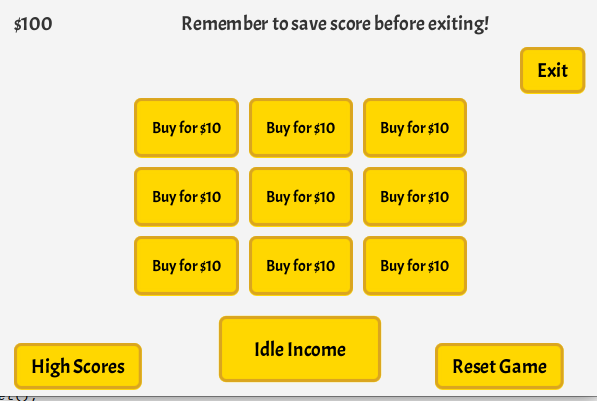 $100
Remember to save score before exiting!
Exit
Buy for $10 Buy for $10 Buy for $10
Buy for $10 Buy for $10 Buy for $10
Buy for $10 Buy for $10 Buy for $10
Idle Income
High Scores
Reset Game